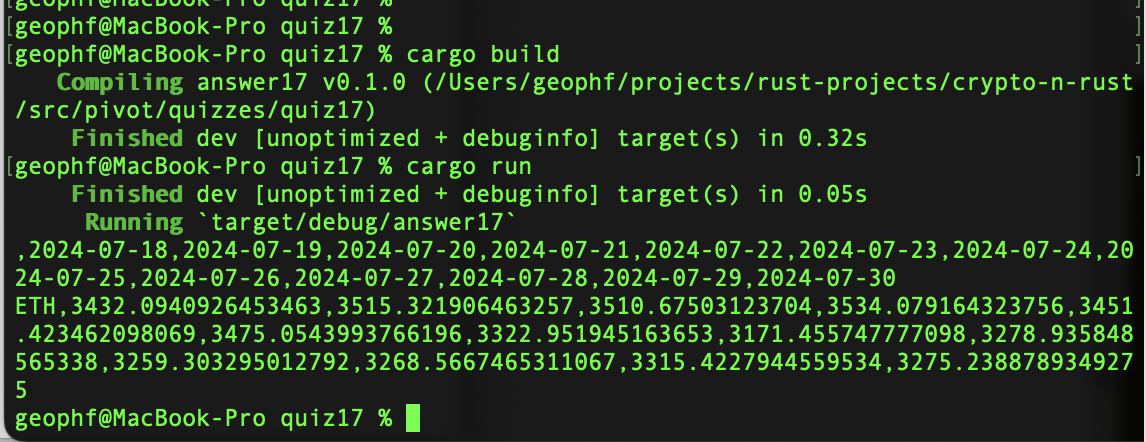 [geophf@MacBook-Pro quiz17 % ]
[geophf@MacBook-Pro quiz17 % ]
[geophf@MacBook-Pro quiz17 % cargo build ]
Compiling answer17 v0.1.0 (/Users/geophf/projects/rust-projects/crypto-n-rust
/src/pivot/quizzes/quiz17)
Finished dev [unoptimized + debuginfo] target(s) in 0.32s
[geophf@MacBook-Pro quiz17 % cargo run ]
Finished dev [unoptimized + debuginfo] target(s) in 0.05s
Running `target/debug/answer17`
,2024-07-18,2024-07-19,2024-07-20,2024-07-21,2024-07-22,2024-07-23,2024-07-24,20
24-07-25,2024-07-26,2024-07-27,2024-07-28,2024-07-29,2024-07-30
ETH,3432.0940926453463,3515.321906463257,3510.67503123704,3534.079164323756,3451
.423462098069,3475.0543993766196,3322.951945163653,3171.455747777098,3278.935848
565338,3259.303295012792,3268.5667465311067,3315.4227944559534,3275.238878934927
5
geophf@MacBook-Pro quiz17 %